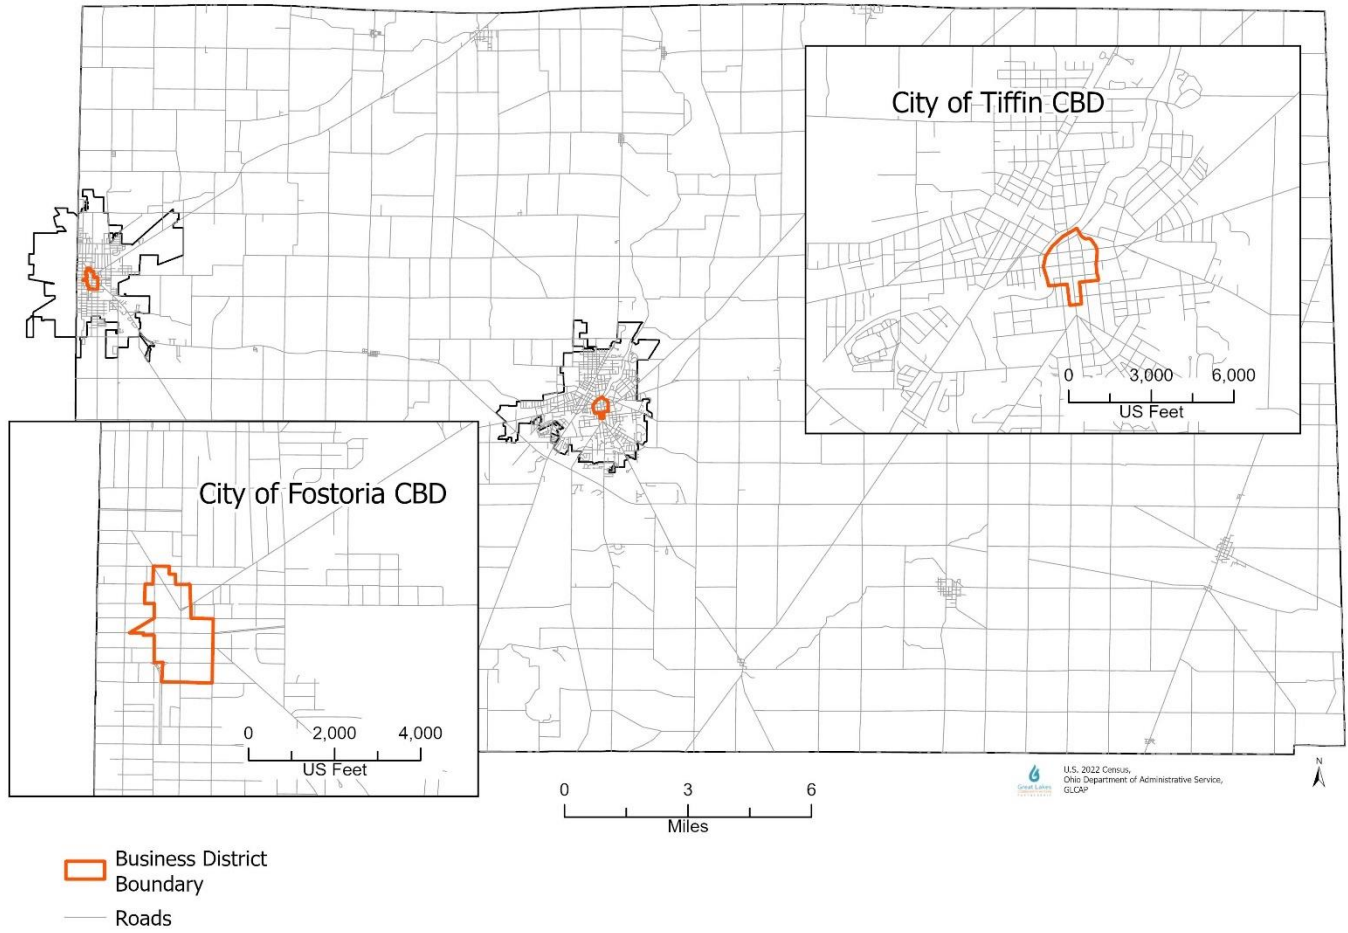 City of Tiffin CBD
0 3,000 6,000
US Feet
City of Fostoria CBD
0 2,000 4,000
US Feet
0 3 6
Miles
Great Lakes
U.S. 2022 Census,
Ohio Department of Administrative Service,
GLCAP
N
Business District
Boundary
Roads